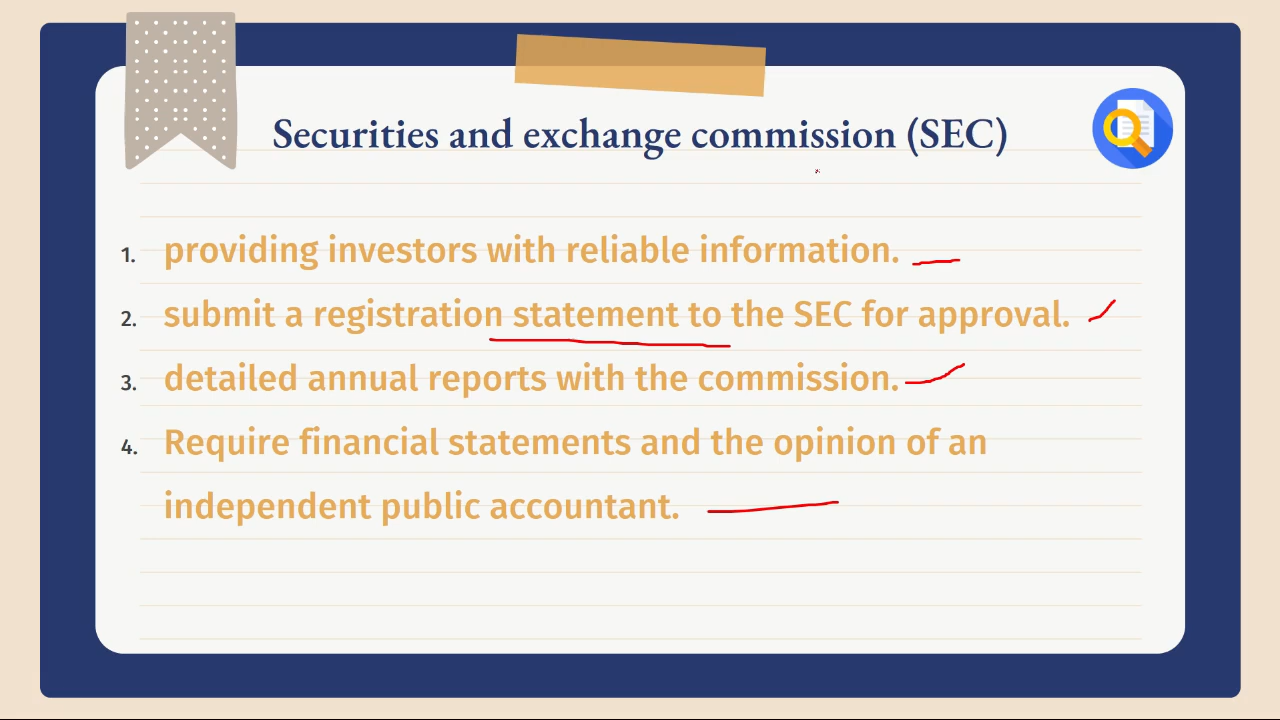 Securities and exchange commission (SEC)
1. providing investors with reliable information.
2. submit a registration statement to the SEC for approval.
3. detailed annual reports with the commission.
4. Require financial statements and the opinion of an
independent public accountant.